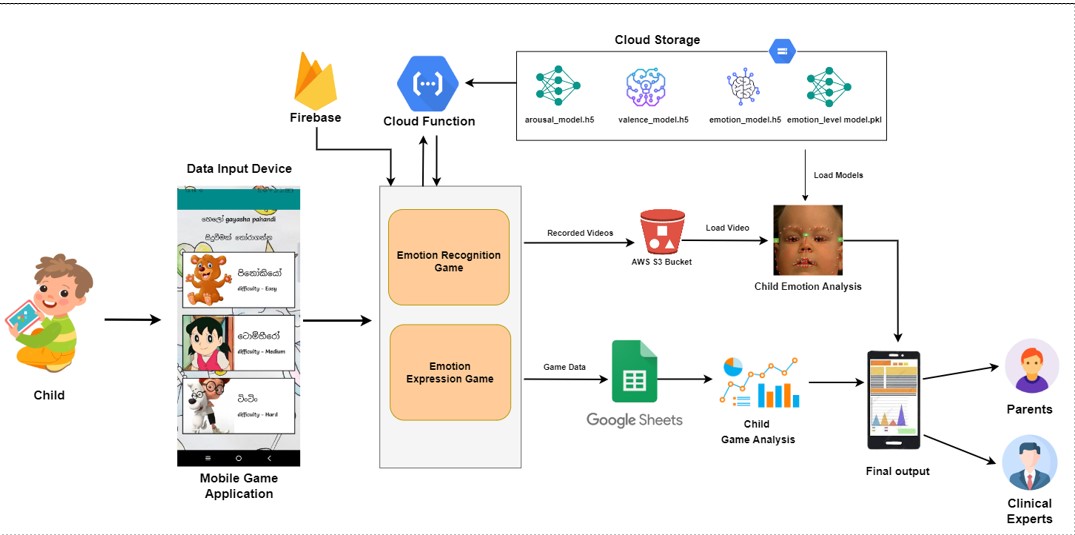 Cloud Storage
arousal_model.h5
valence_model.h5
emotion_model.h5
emotion_level model.pkl
Firebase
Cloud Function
Data Input Device
හෙලෝ gayasha pahandi
සිදුවීමක් තෝරාගන්න
පිනෝකියෝ
difficulty - Easy
ටොම්හීරෝ
difficulty - Medium
ටිංටිං
difficulty - Hard
Mobile Game
Application
Child
Emotion Recognition
Game
Emotion
Expression Game
Recorded Videos
AWS S3 Bucket
Load Video
Load Models
Child Emotion Analysis
Game Data
Google Sheets
Child
Game Analysis
Final output
Parents
Clinical
Experts